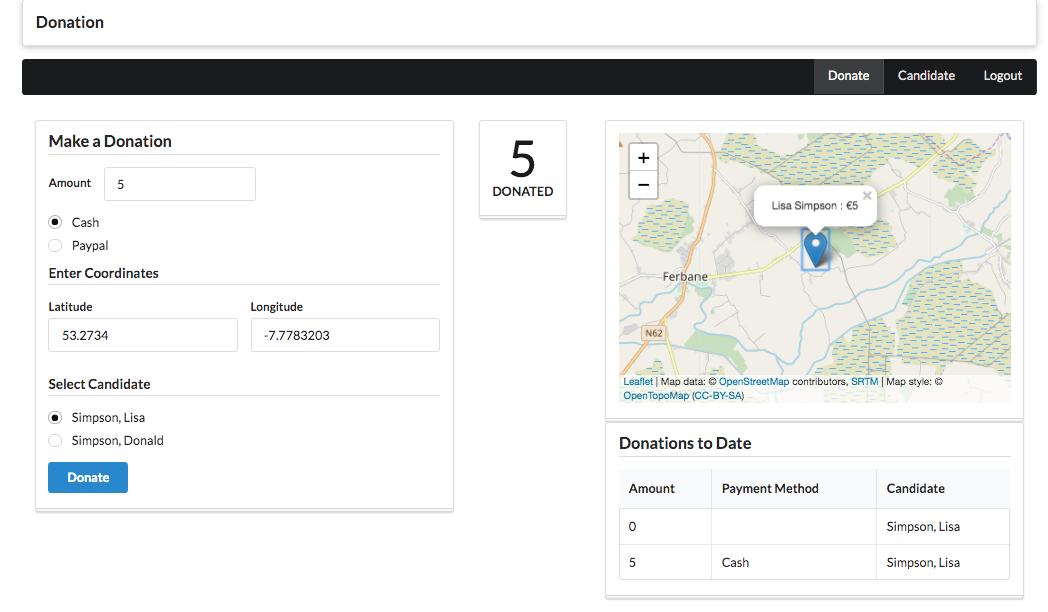 Donation
Donate Candidate Logout
Make a Donation
Amount 5
Cash
Paypal
Enter Coordinates
Latitude Longitude
53.2734 -7.7783203
Select Candidate
Simpson, Lisa
Simpson, Donald
Donate
5
DONATED
+
−
Lisa Simpson : €5
×
Ferbane
N62
Leaflet | Map data: © OpenStreetMap contributors, SRTM | Map style: ©
OpenTopoMap (CC-BY-SA)
Donations to Date
Amount Payment Method Candidate
0 Simpson, Lisa
5 Cash Simpson, Lisa